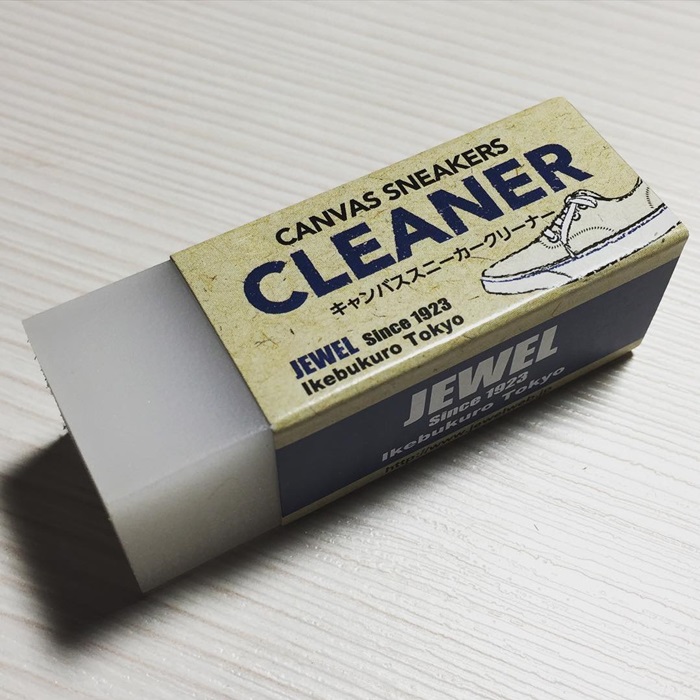 CANVAS SNEAKERS
CLEANER
キャンバススニーカークリーナー
JEWEL Since 1923
Ikebukuro Tokyo
JEWEL
Since 1923
Ikebukuro Tokyo